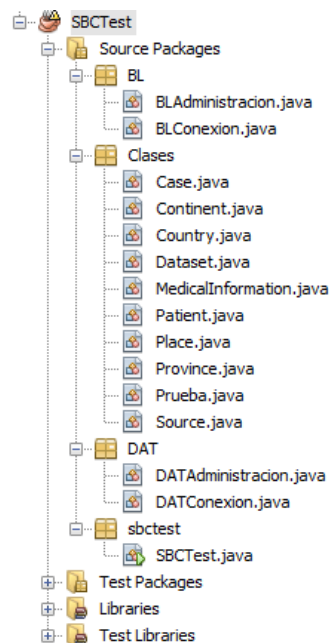 SBCTest
Source Packages
BL
BLAdministracion.java
BLConexion.java
Clases
Case.java
Continent.java
Country.java
Dataset.java
MedicalInformation.java
Patient.java
Place.java
Province.java
Prueba.java
Source.java
DAT
DATAdministracion.java
DATConexion.java
sbctest
SBCTest.java
Test Packages
Libraries
Test Libraries